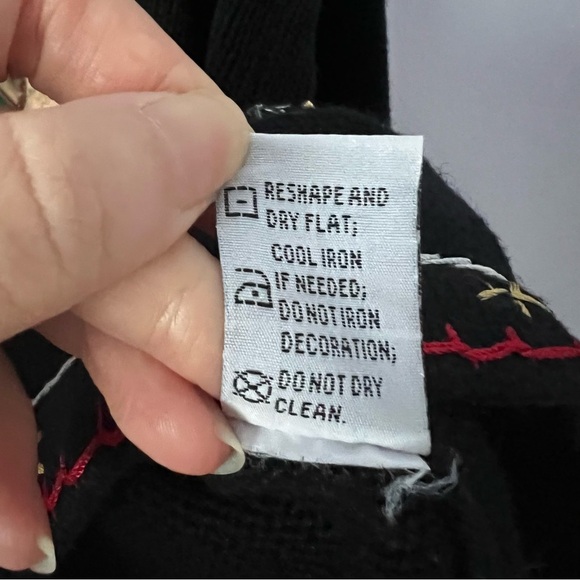 RESHAPE AND
DRY FLAT;
COOL IRON
IF NEEDED;
DO NOT IRON
DECORATION;
DO NOT DRY
CLEAN.